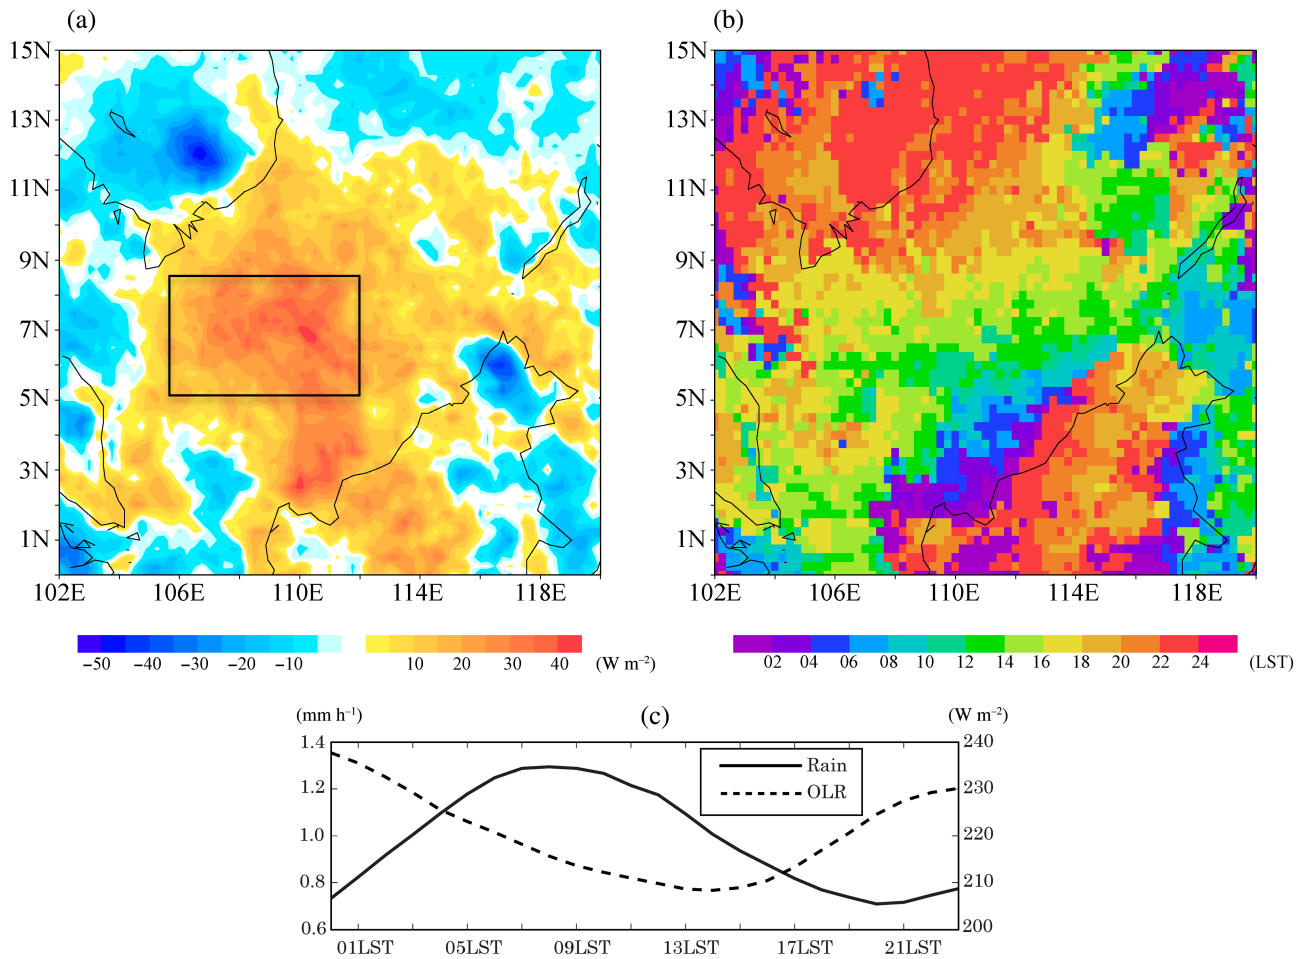 (a)
(b)
15N
13N
11N
9N
7N
5N
3N
1N
102E 106E 110E 114E 118E
15N
13N
11N
9N
7N
5N
3N
1N
102E 106E 110E 114E 118E
−50 −40 −30 −20 −10 10 20 30 40 (W m⁻²)
02 04 06 08 10 12 14 16 18 20 22 24 (LST)
(mm h⁻¹) (c) (W m⁻²)
1.4 240
Rain
1.2 230
OLR
1.0 220
0.8 210
0.6 200
01LST 05LST 09LST 13LST 17LST 21LST